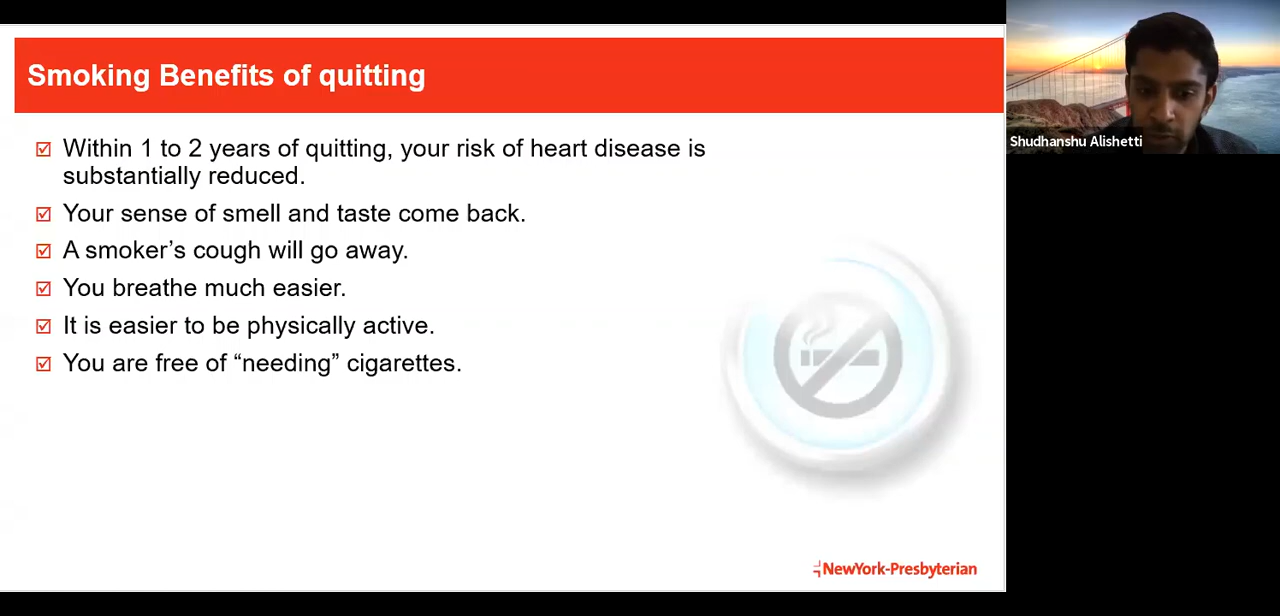 Smoking Benefits of quitting
Within 1 to 2 years of quitting, your risk of heart disease is
substantially reduced.
Your sense of smell and taste come back.
A smoker’s cough will go away.
You breathe much easier.
It is easier to be physically active.
You are free of “needing” cigarettes.
NewYork-Presbyterian
Shudhanshu Alishetti